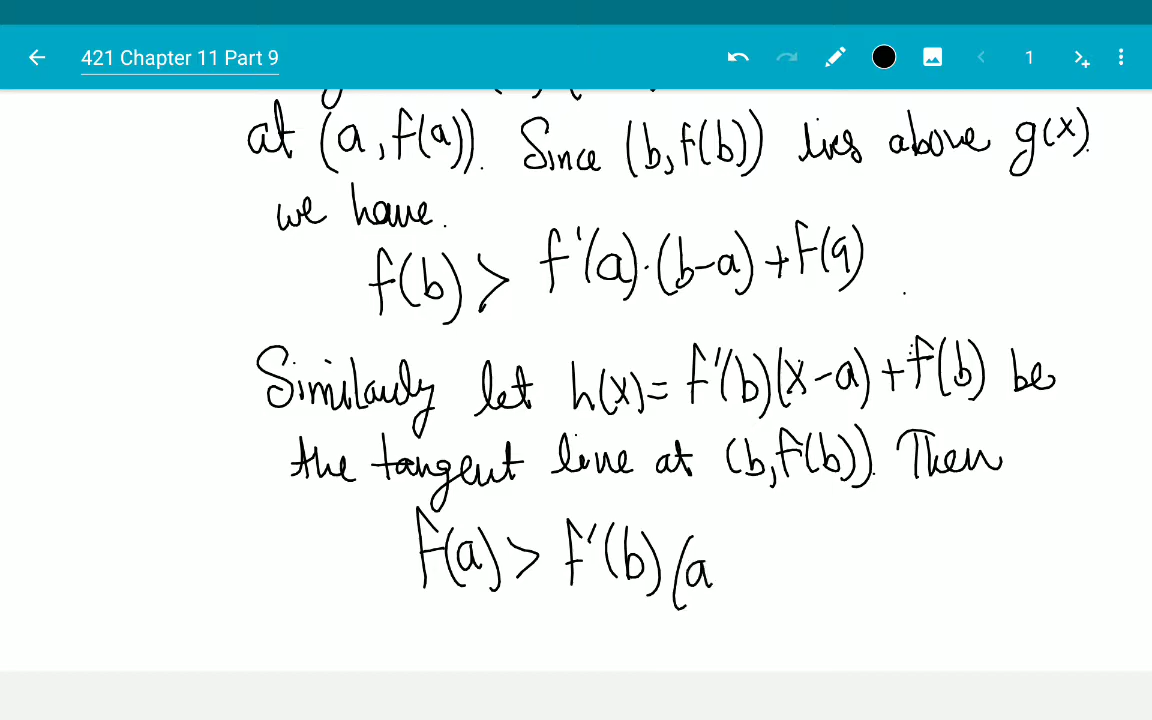 421 Chapter 11 Part 9
1
at (a, f(a)). Since (b, f(b)) lies above g(x).
we have.
f(b) > f'(a)·(b-a)+f(a)
Similarly let h(x)= f'(b)(x-a)+f(b) be
the tangent line at (b, f(b)). Then
f(a) > f'(b)(a